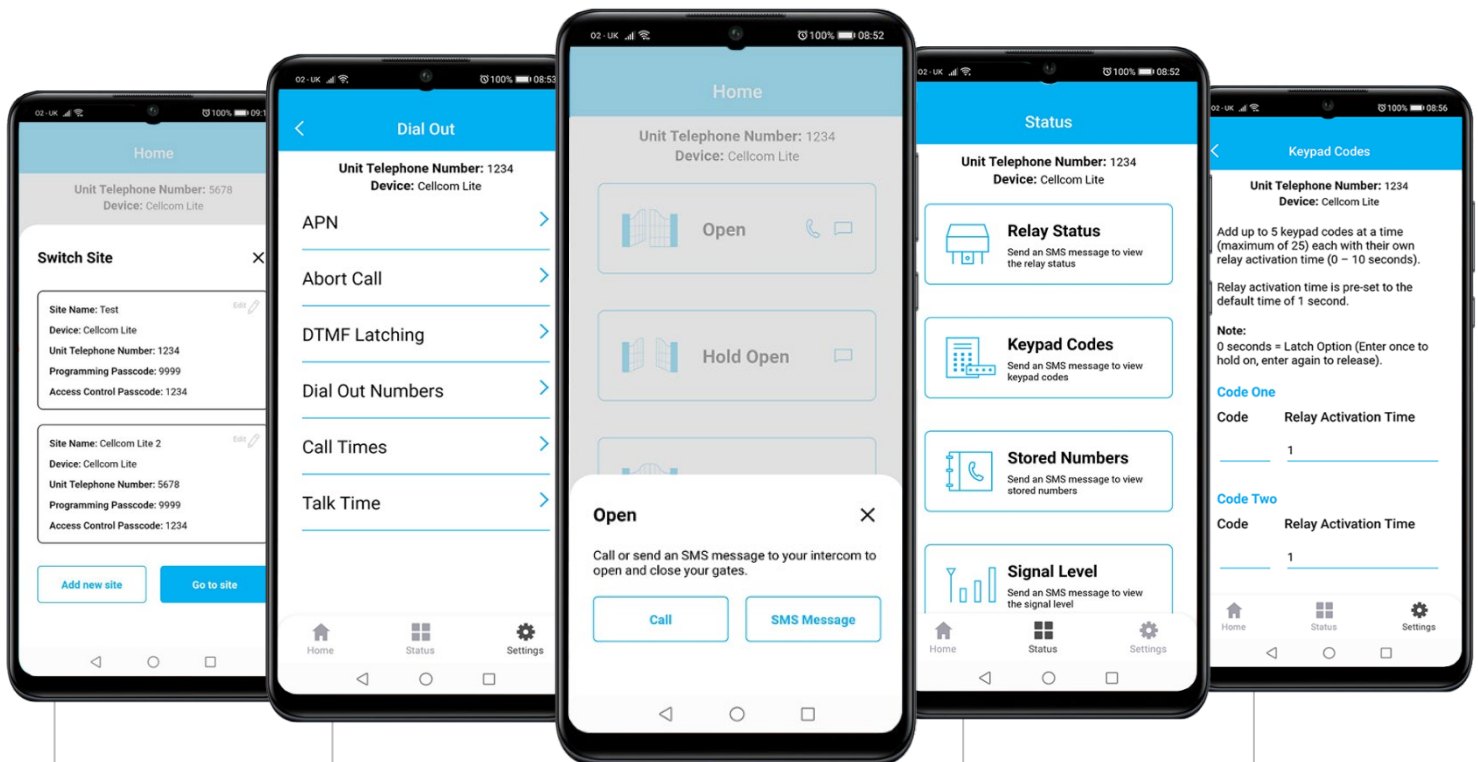 02-UK 100% 09:1
Home
Unit Telephone Number: 5678
Device: Cellcom Lite
Switch Site
Site Name: Test
Edit
Device: Cellcom Lite
Unit Telephone Number: 1234
Programming Passcode: 9999
Access Control Passcode: 1234
Site Name: Cellcom Lite 2
Edit
Device: Cellcom Lite
Unit Telephone Number: 5678
Programming Passcode: 9999
Access Control Passcode: 1234
Add new site
Go to site
02-UK 100% 08:53
Dial Out
Unit Telephone Number: 1234
Device: Cellcom Lite
APN
Abort Call
DTMF Latching
Dial Out Numbers
Call Times
Talk Time
Home Status Settings
02-UK 100% 08:52
Home
Unit Telephone Number: 1234
Device: Cellcom Lite
Open
Hold Open
Open
Call or send an SMS message to your intercom to
open and close your gates.
Call
SMS Message
02-UK 100% 08:52
Status
Unit Telephone Number: 1234
Device: Cellcom Lite
Relay Status
Send an SMS message to view
the relay status
Keypad Codes
Send an SMS message to view
keypad codes
Stored Numbers
Send an SMS message to view
stored numbers
Signal Level
Send an SMS message to view
the signal level
Home Status Settings
02-UK 100% 08:56
Keypad Codes
Unit Telephone Number: 1234
Device: Cellcom Lite
Add up to 5 keypad codes at a time
(maximum of 25) each with their own
relay activation time (0 – 10 seconds).
Relay activation time is pre-set to the
default time of 1 second.
Note:
0 seconds = Latch Option (Enter once to
hold on, enter again to release).
Code One
Code Relay Activation Time
1
Code Two
Code Relay Activation Time
1
Home Status Settings